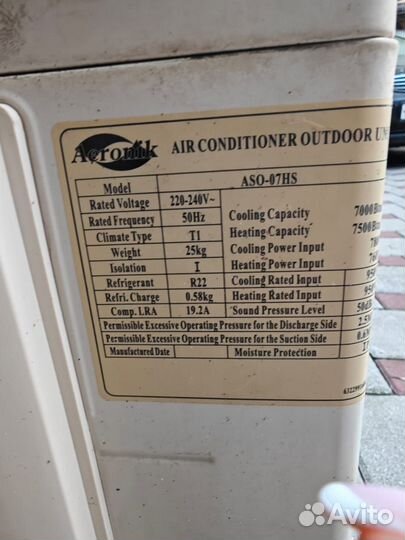 Aeronik
AIR CONDITIONER OUTDOOR
Model ASO-07HS
Rated Voltage 220-240V~ Cooling Capacity
Rated Frequency 50Hz Heating Capacity
Climate Type T1 Cooling Power Input
Weight 25kg Heating Power Input
Isolation I Cooling Rated Input
Refrigerant R22 Heating Rated Input
Refri. Charge 0.58kg Sound Pressure Level
Comp. LRA 19.2A
Permissible Excessive Operating Pressure for the Discharge Side
Permissible Excessive Operating Pressure for the Suction Side
Manufactured Date Moisture Protection
Avito